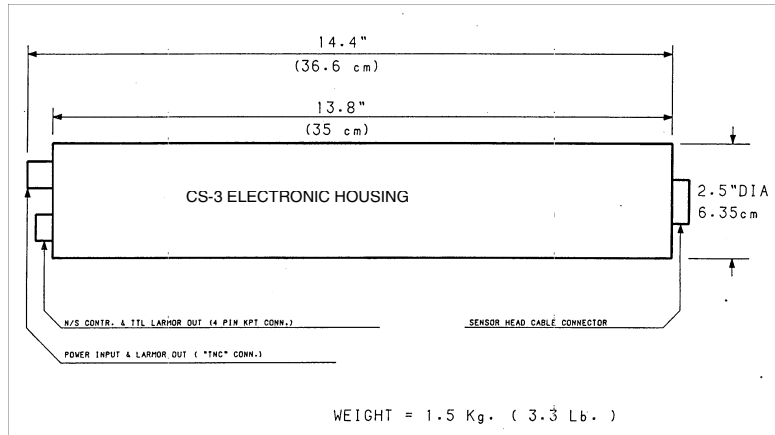 14.4"
(36.6 cm)
13.8"
(35 cm)
CS-3 ELECTRONIC HOUSING
2.5"DIA
6.35cm
N/S CONTR. & TTL LARMOR OUT (4 PIN KPT CONN.)
SENSOR HEAD CABLE CONNECTOR
POWER INPUT & LARMOR OUT ( "TNC" CONN.)
WEIGHT = 1.5 Kg. ( 3.3 Lb. )